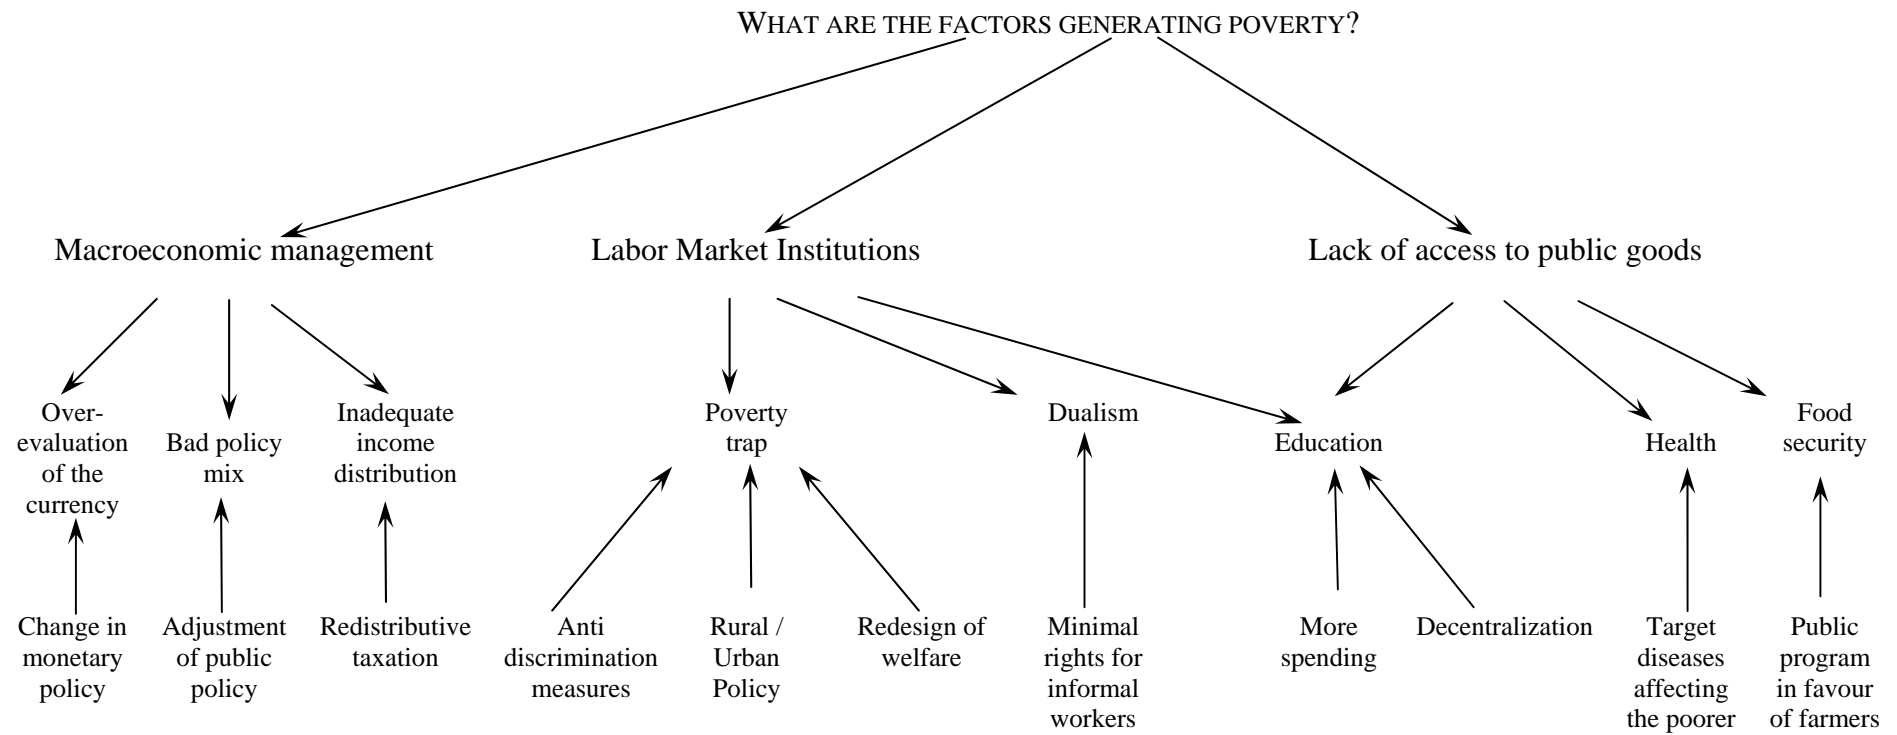 WHAT ARE THE FACTORS GENERATING POVERTY?
Macroeconomic management
Labor Market Institutions
Lack of access to public goods
Over-
evaluation
of the
currency
Bad policy
mix
Inadequate
income
distribution
Poverty
trap
Dualism
Education
Health
Food
security
Change in
monetary
policy
Adjustment
of public
policy
Redistributive
taxation
Anti
discrimination
measures
Rural /
Urban
Policy
Redesign of
welfare
Minimal
rights for
informal
workers
More
spending
Decentralization
Target
diseases
affecting
the poorer
Public
program
in favour
of farmers